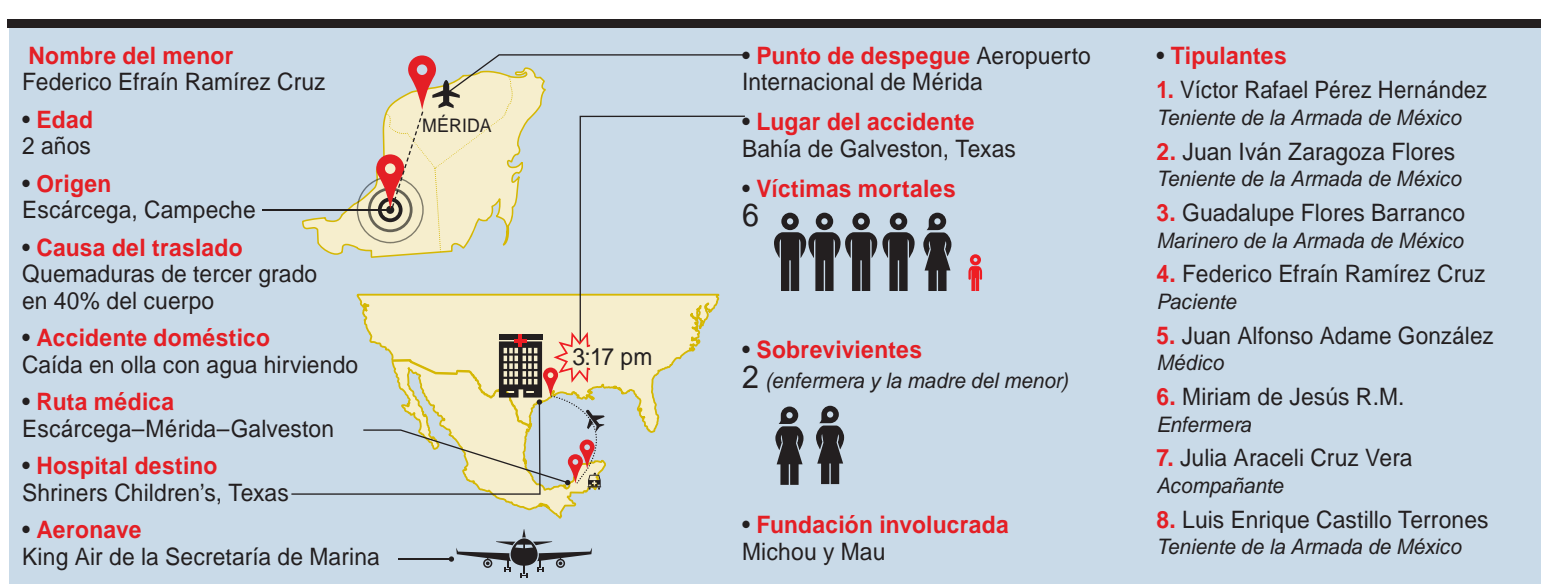 Nombre del menor
Federico Efraín Ramírez Cruz
• Edad
2 años
• Origen
Escárcega, Campeche
• Causa del traslado
Quemaduras de tercer grado
en 40% del cuerpo
• Accidente doméstico
Caída en olla con agua hirviendo
• Ruta médica
Escárcega–Mérida–Galveston
• Hospital destino
Shriners Children's, Texas
• Aeronave
King Air de la Secretaría de Marina
MÉRIDA
3:17 pm
• Punto de despegue Aeropuerto
Internacional de Mérida
• Lugar del accidente
Bahía de Galveston, Texas
• Víctimas mortales
6
• Sobrevivientes
2 (enfermera y la madre del menor)
• Fundación involucrada
Michou y Mau
• Tipulantes
1. Víctor Rafael Pérez Hernández
Teniente de la Armada de México
2. Juan Iván Zaragoza Flores
Teniente de la Armada de México
3. Guadalupe Flores Barranco
Marinero de la Armada de México
4. Federico Efraín Ramírez Cruz
Paciente
5. Juan Alfonso Adame González
Médico
6. Miriam de Jesús R.M.
Enfermera
7. Julia Araceli Cruz Vera
Acompañante
8. Luis Enrique Castillo Terrones
Teniente de la Armada de México